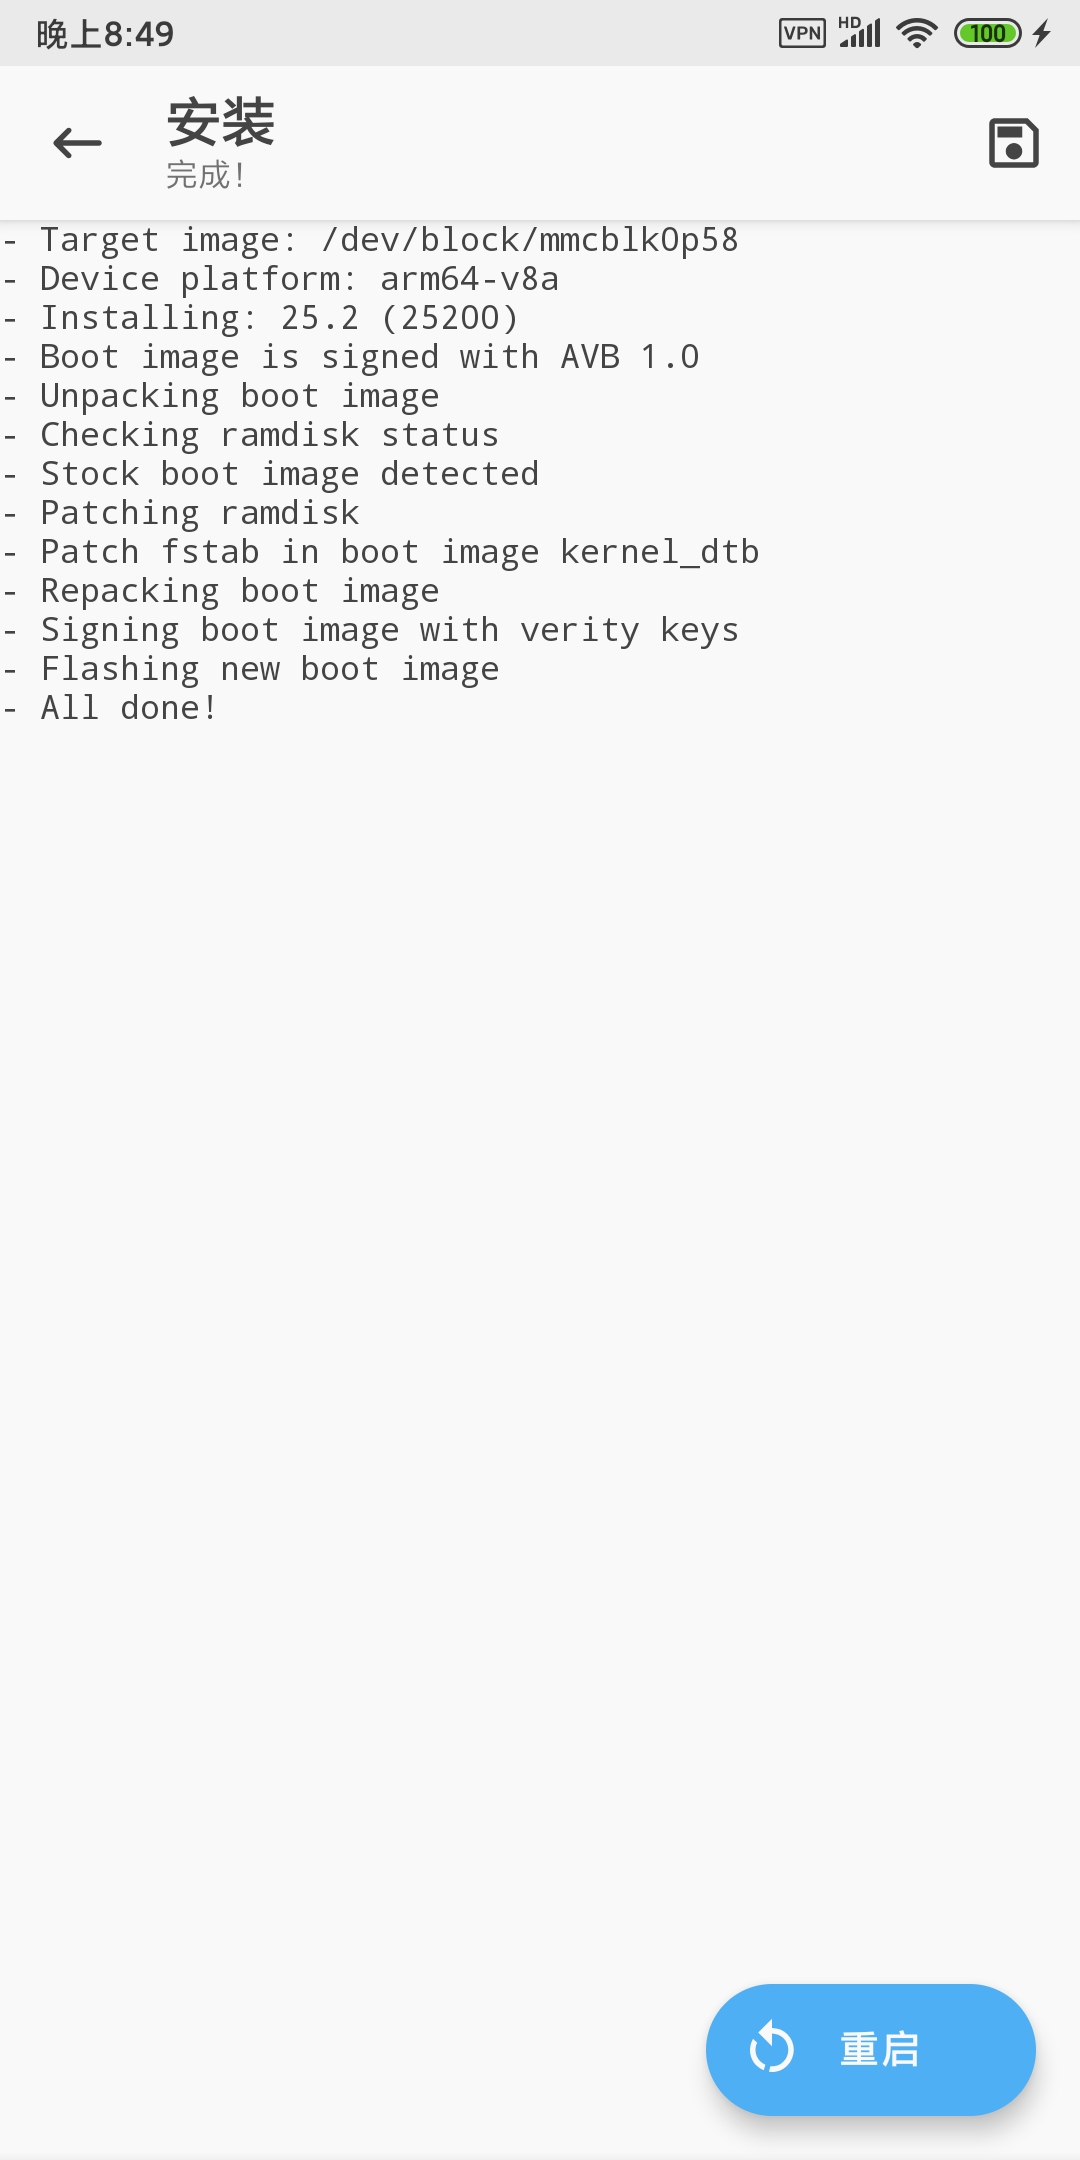 晚上8:49
VPN
HD
100
安装
完成!
- Target image: /dev/block/mmcblk0p58
- Device platform: arm64-v8a
- Installing: 25.2 (25200)
- Boot image is signed with AVB 1.0
- Unpacking boot image
- Checking ramdisk status
- Stock boot image detected
- Patching ramdisk
- Patch fstab in boot image kernel_dtb
- Repacking boot image
- Signing boot image with verity keys
- Flashing new boot image
- All done!
重启